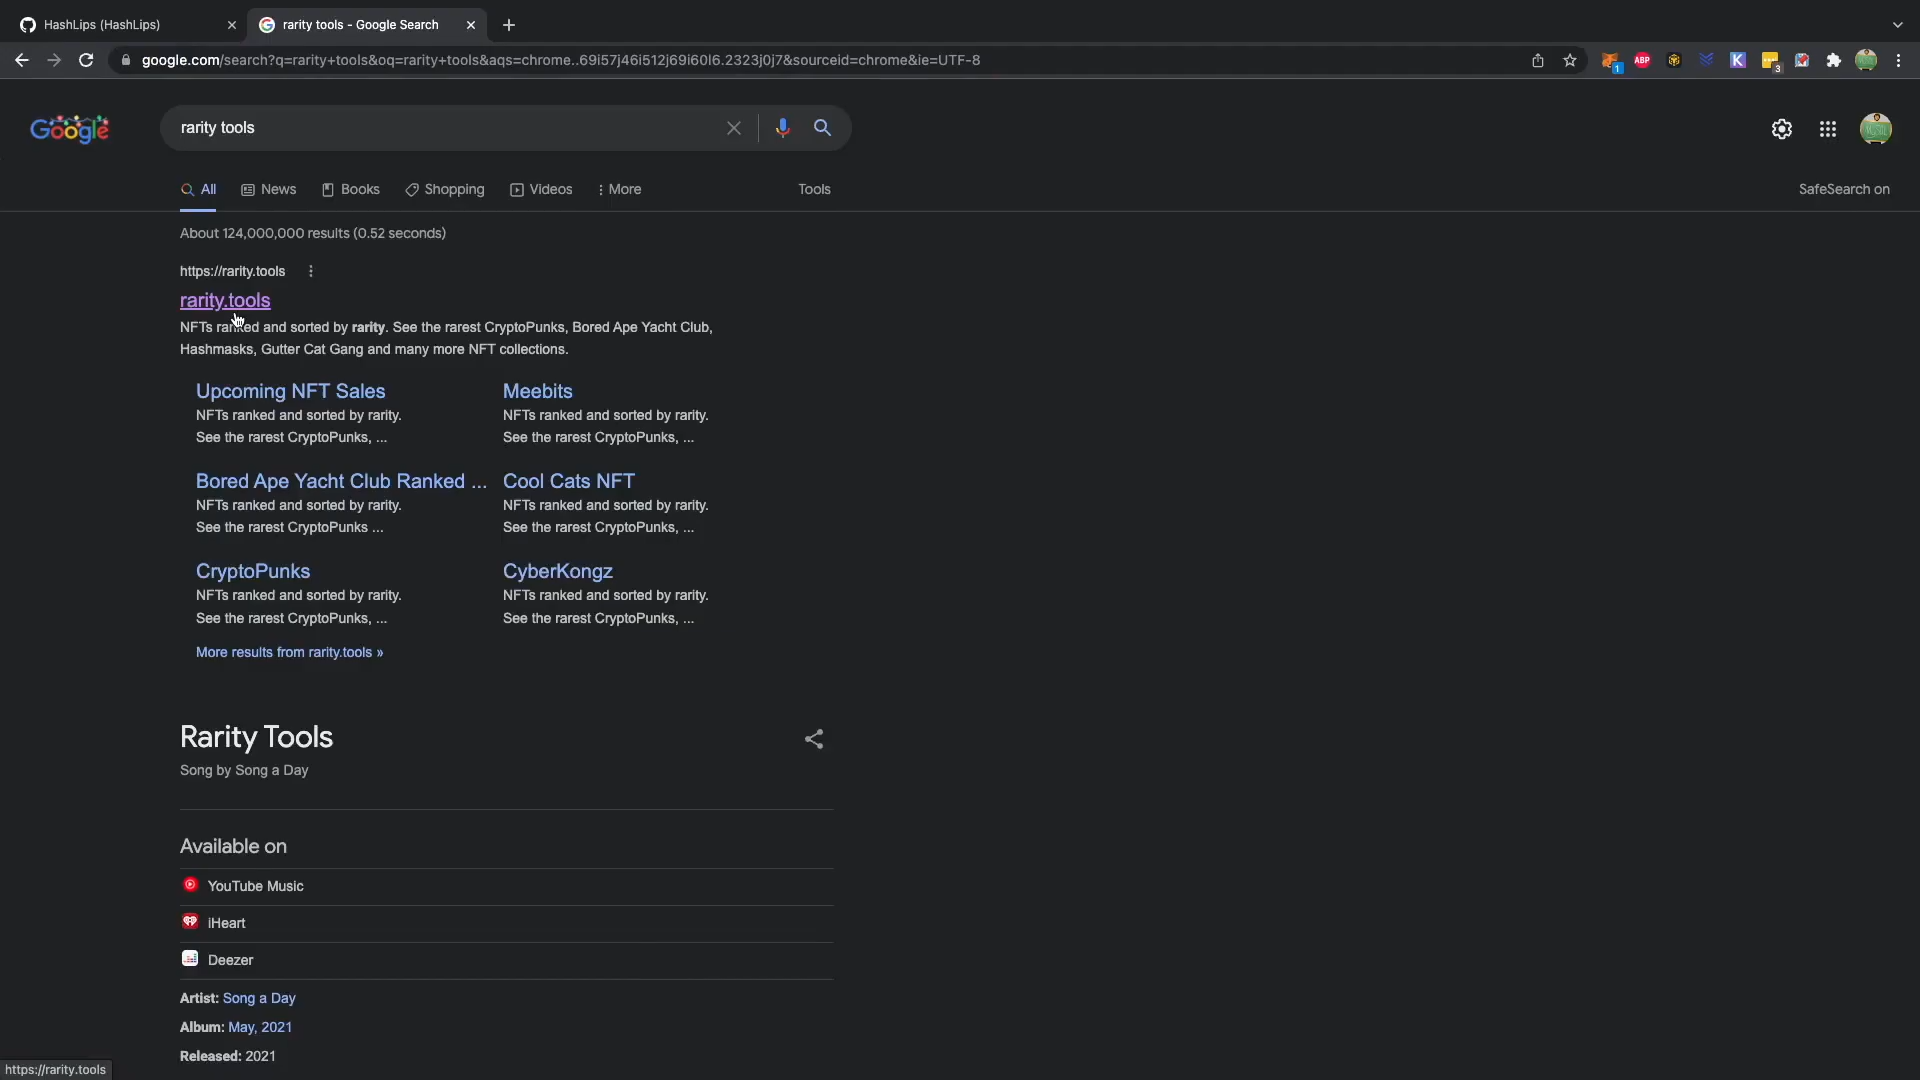 HashLips (HashLips)
rarity tools - Google Search
google.com/search?q=rarity+tools&oq=rarity+tools&aqs=chrome..69i57j46i512j69i60l6.2323j0j7&sourceid=chrome&ie=UTF-8
1
ABP
K
3
Google
rarity tools
All
News
Books
Shopping
Videos
More
Tools
SafeSearch on
About 124,000,000 results (0.52 seconds)
https://rarity.tools
rarity.tools
NFTs ranked and sorted by rarity. See the rarest CryptoPunks, Bored Ape Yacht Club,
Hashmasks, Gutter Cat Gang and many more NFT collections.
Upcoming NFT Sales
NFTs ranked and sorted by rarity.
See the rarest CryptoPunks, ...
Meebits
NFTs ranked and sorted by rarity.
See the rarest CryptoPunks, ...
Bored Ape Yacht Club Ranked ...
NFTs ranked and sorted by rarity.
See the rarest CryptoPunks ...
Cool Cats NFT
NFTs ranked and sorted by rarity.
See the rarest CryptoPunks, ...
CryptoPunks
NFTs ranked and sorted by rarity.
See the rarest CryptoPunks, ...
CyberKongz
NFTs ranked and sorted by rarity.
See the rarest CryptoPunks, ...
More results from rarity.tools »
Rarity Tools
Song by Song a Day
Available on
YouTube Music
iHeart
Deezer
Artist: Song a Day
Album: May, 2021
Released: 2021
https://rarity.tools